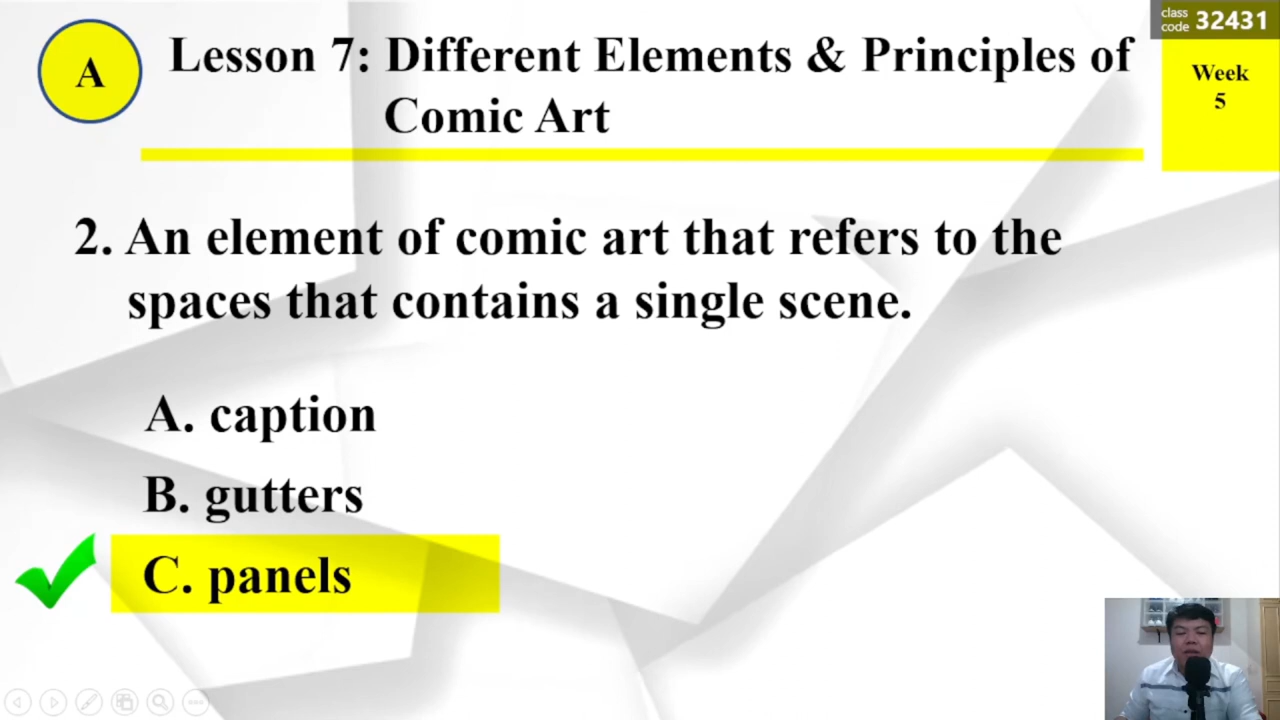 class
code 32431
A
Lesson 7: Different Elements & Principles of
Comic Art
Week
5
2. An element of comic art that refers to the
spaces that contains a single scene.
A. caption
B. gutters
C. panels